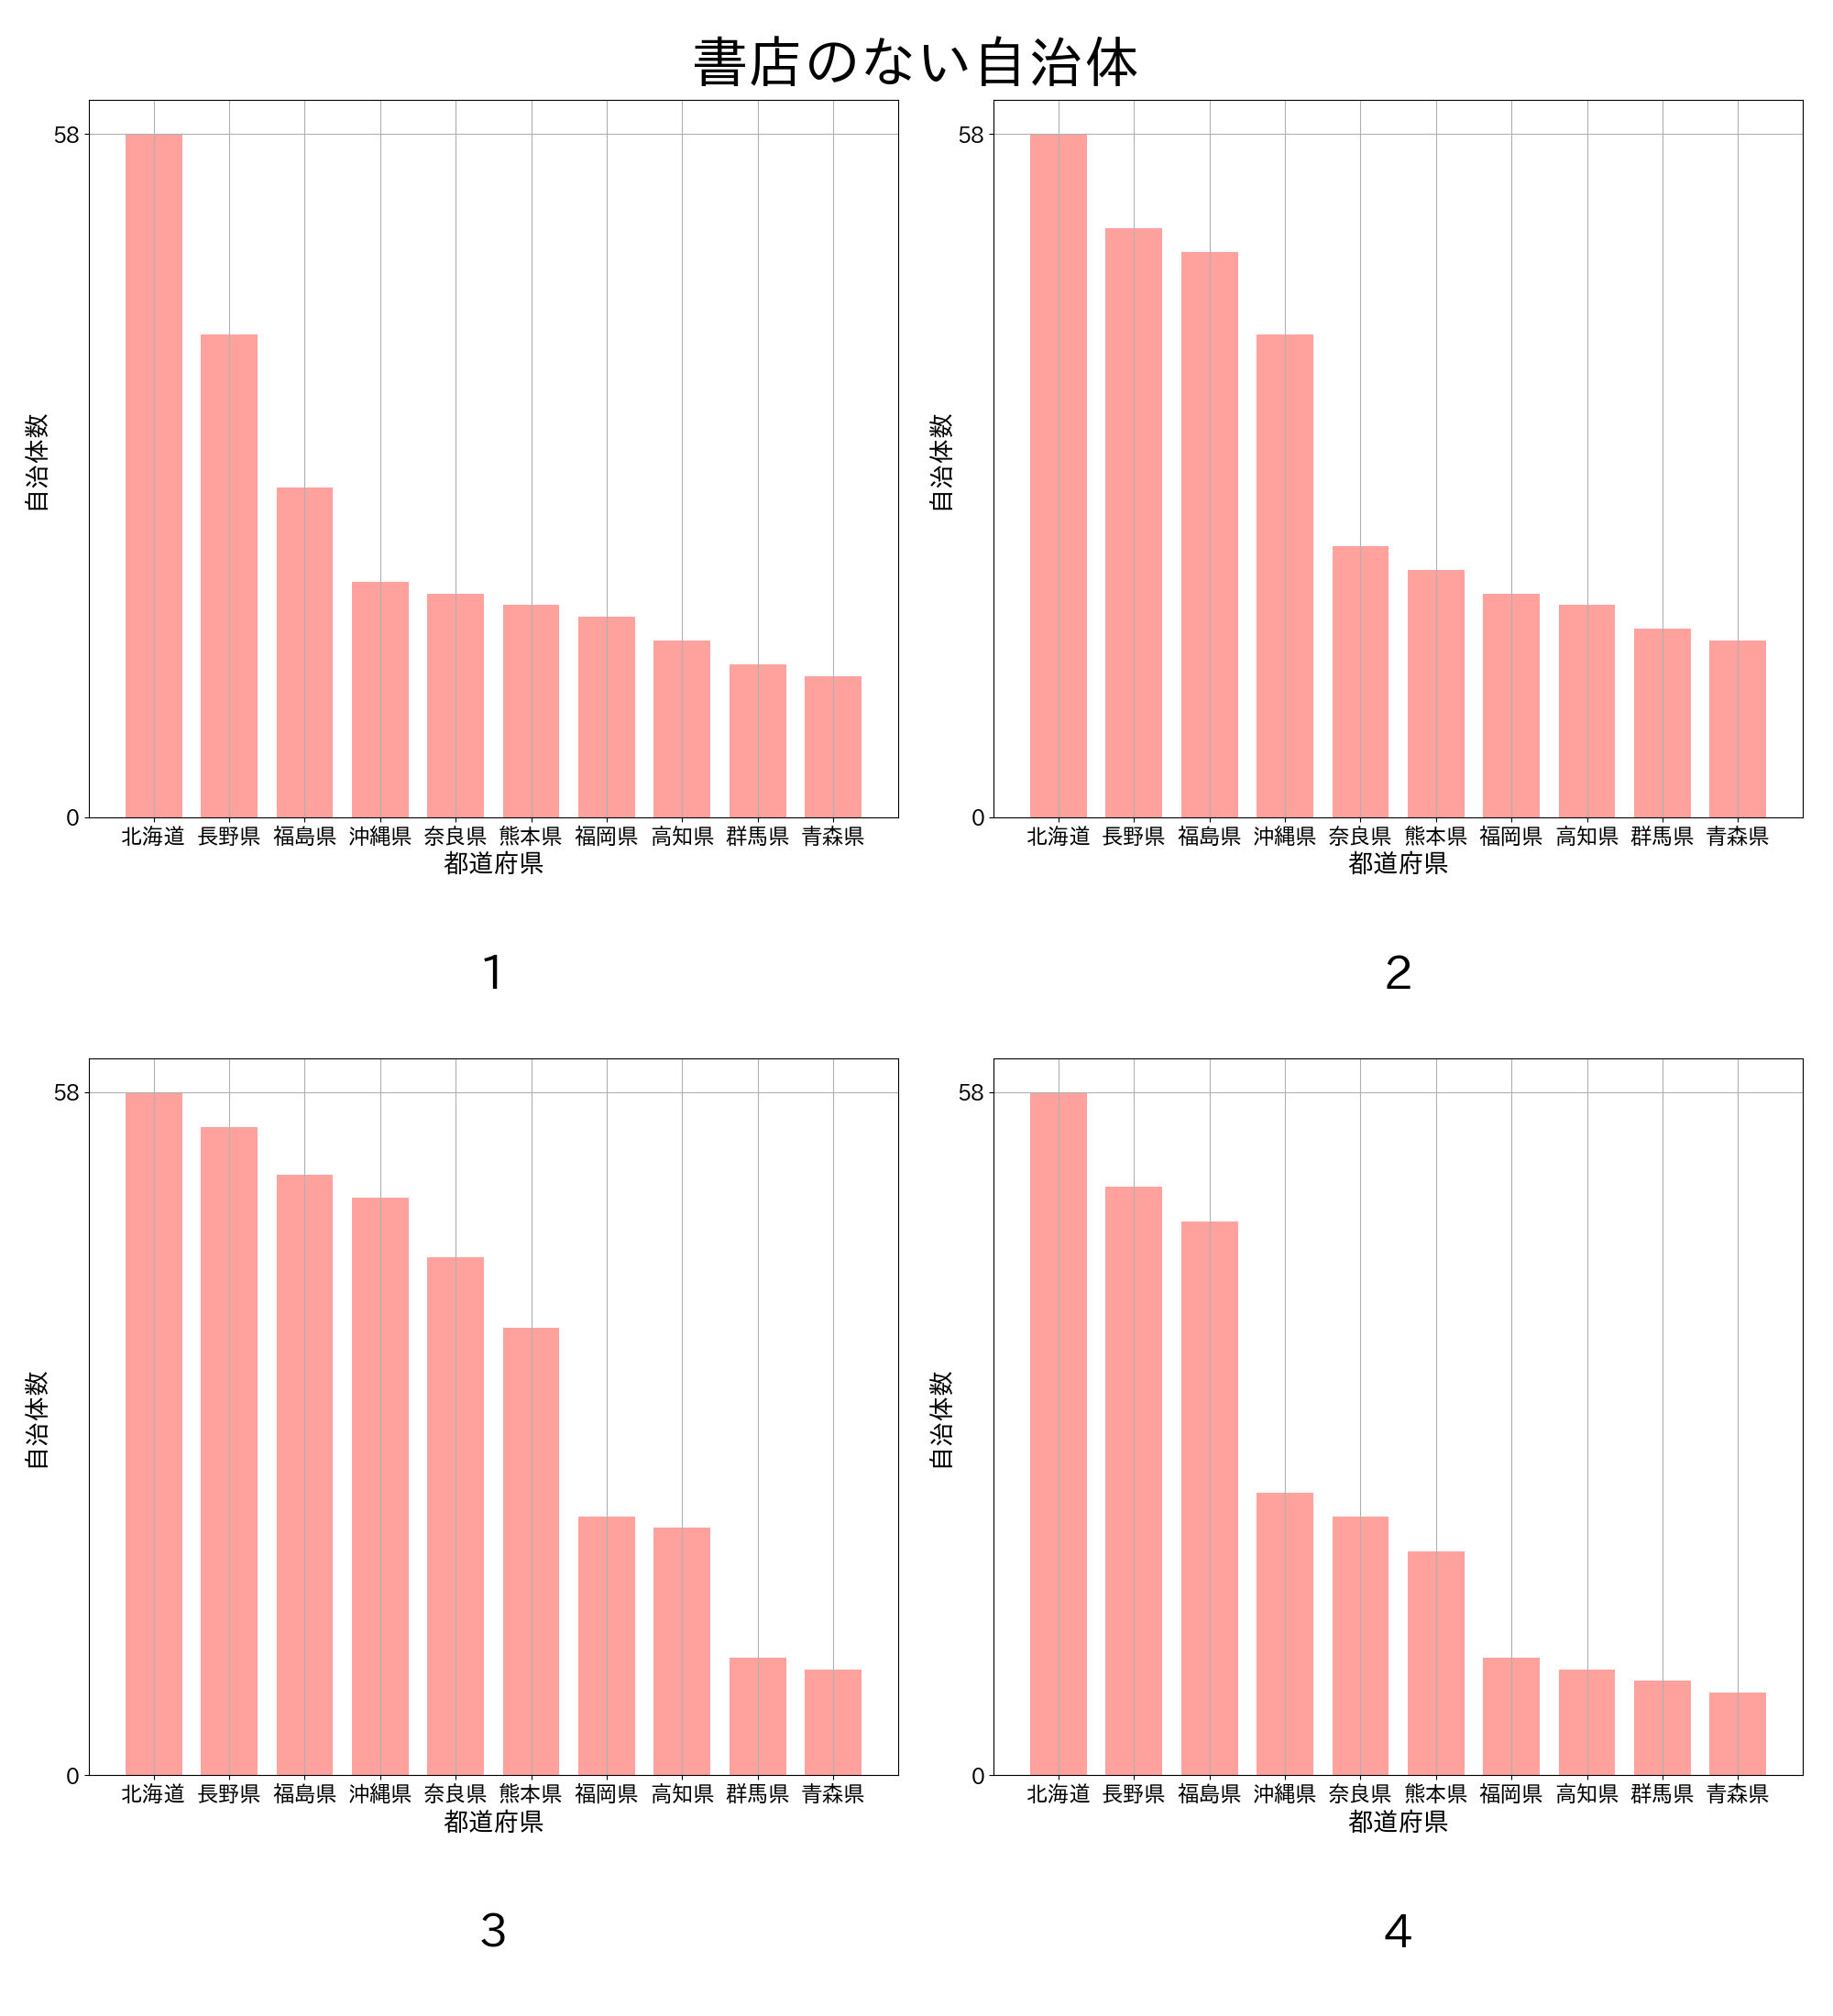 書店のない自治体
58
0
自治体数
北海道 長野県 福島県 沖縄県 奈良県 熊本県 福岡県 高知県 群馬県 青森県
都道府県
1
58
0
自治体数
北海道 長野県 福島県 沖縄県 奈良県 熊本県 福岡県 高知県 群馬県 青森県
都道府県
2
58
0
自治体数
北海道 長野県 福島県 沖縄県 奈良県 熊本県 福岡県 高知県 群馬県 青森県
都道府県
3
58
0
自治体数
北海道 長野県 福島県 沖縄県 奈良県 熊本県 福岡県 高知県 群馬県 青森県
都道府県
4